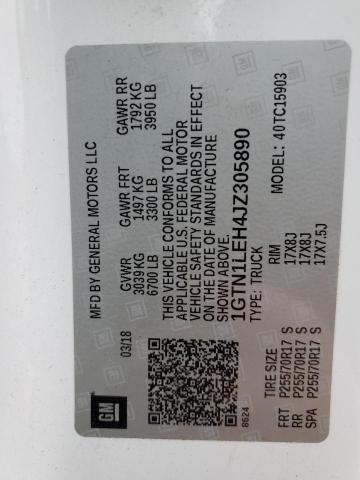 GM
MFD BY GENERAL MOTORS LLC
03/18
GVWR GAWR FRT GAWR RR
3039 KG 1497 KG 1792 KG
6700 LB 3300 LB 3950 LB
THIS VEHICLE CONFORMS TO ALL
APPLICABLE U.S. FEDERAL MOTOR
VEHICLE SAFETY STANDARDS IN EFFECT
ON THE DATE OF MANUFACTURE
SHOWN ABOVE.
1GTN1LEH4JZ305890
TYPE: TRUCK MODEL: 40TC15903
8624
TIRE SIZE RIM
FRT P255/70R17 S 17X8J
RR P255/70R17 S 17X8J
SPA P255/70R17 S 17X7.5J